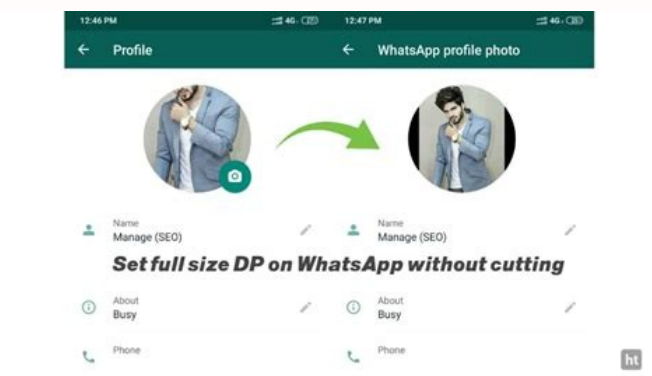 12:46 PM 4G
12:47 PM 4G
Profile
WhatsApp profile photo
Name
Manage (SEO)
Name
Manage (SEO)
Set full size DP on WhatsApp without cutting
About
Busy
About
Busy
Phone
Phone
ht